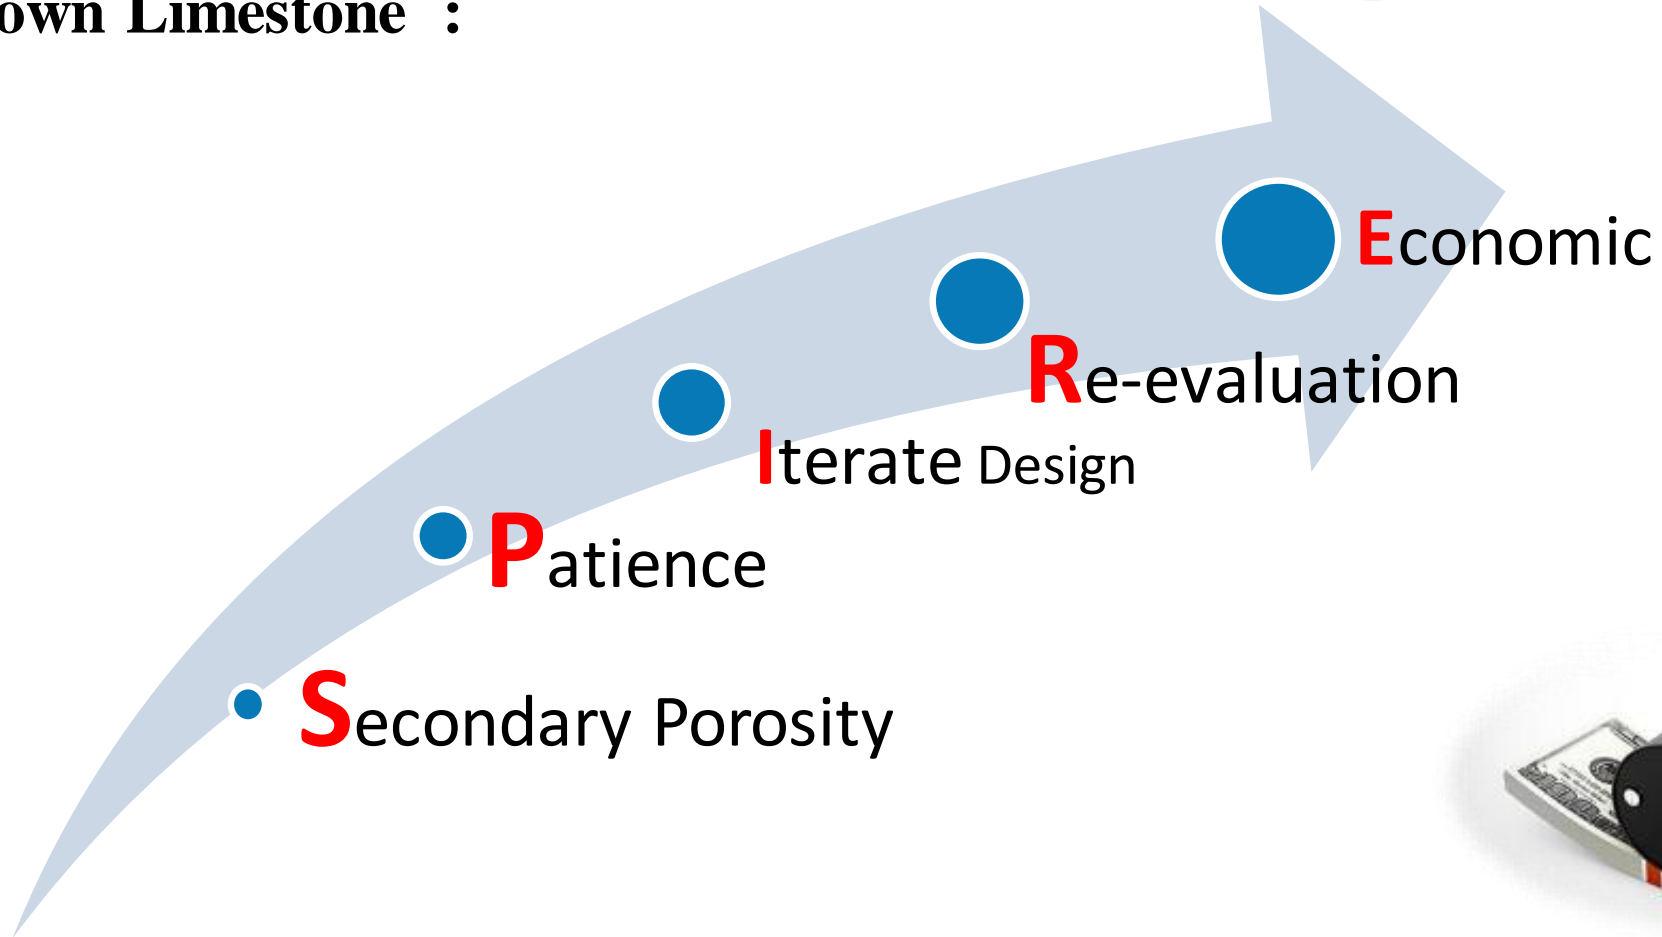 own Limestone :
Economic
Re-evaluation
Iterate Design
Patience
Secondary Porosity